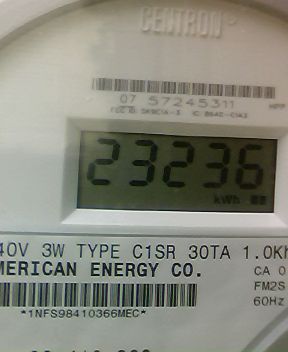 CENTRON®
07 57245311
23236
kWh
40V 3W TYPE C1SR 30TA 1.0Kh
MERICAN ENERGY CO.
CA 0
FM2S
60Hz
*1NFS98410366MEC*